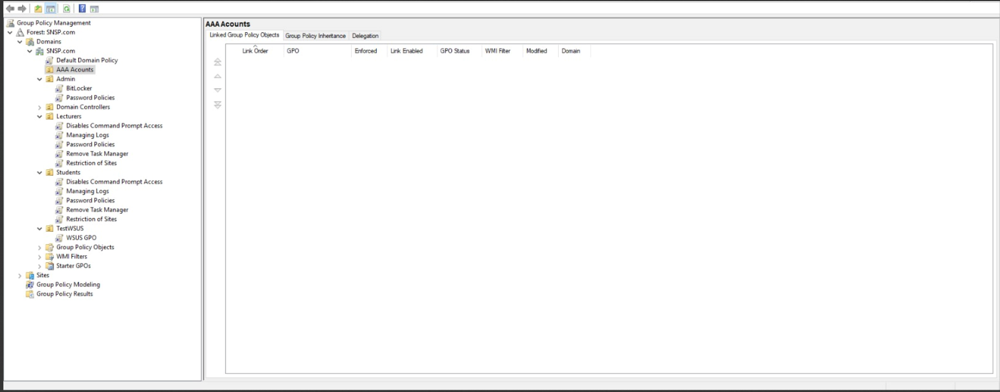 Group Policy Management
Forest: SNSP.com
Domains
SNSP.com
Default Domain Policy
AAA Acounts
Admin
BitLocker
Password Policies
Domain Controllers
Lecturers
Disables Command Prompt Access
Managing Logs
Password Policies
Remove Task Manager
Restriction of Sites
Students
Disables Command Prompt Access
Managing Logs
Password Policies
Remove Task Manager
Restriction of Sites
TestWSUS
WSUS GPO
Group Policy Objects
WMI Filters
Starter GPOs
Sites
Group Policy Modeling
Group Policy Results
AAA Acounts
Linked Group Policy Objects Group Policy Inheritance Delegation
Link Order GPO Enforced Link Enabled GPO Status WMI Filter Modified Domain